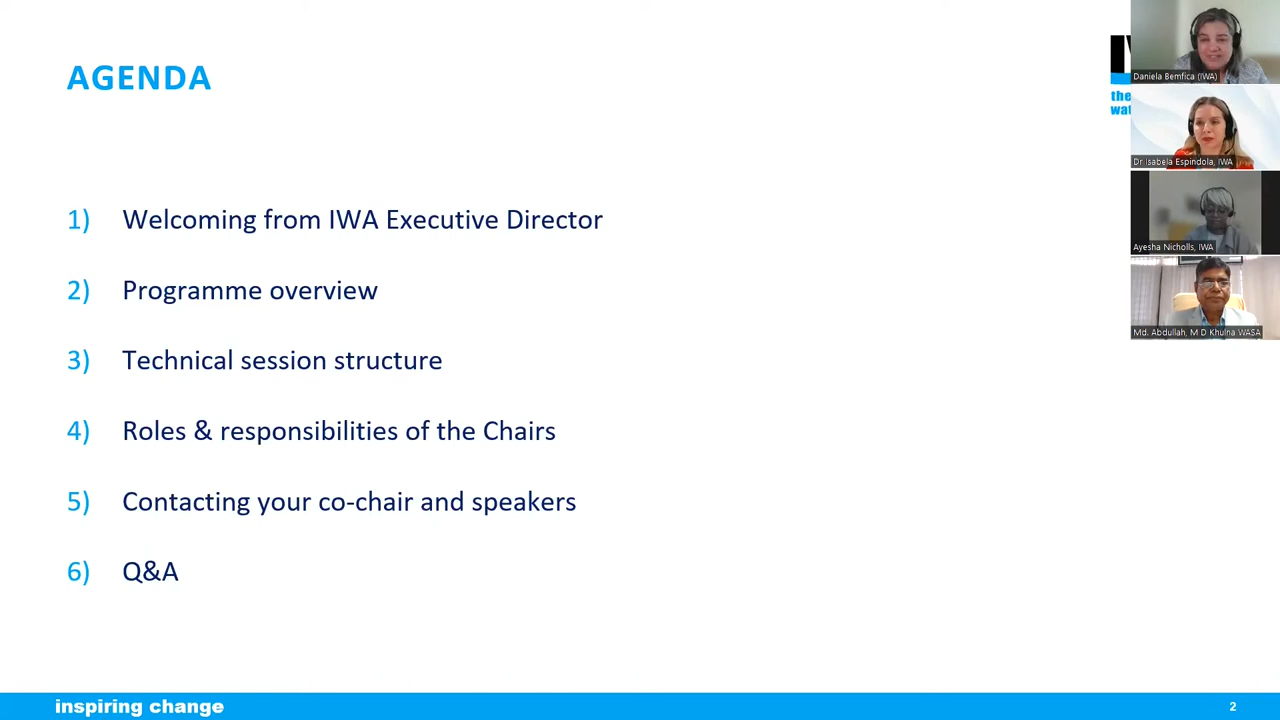 AGENDA
1) Welcoming from IWA Executive Director
2) Programme overview
3) Technical session structure
4) Roles & responsibilities of the Chairs
5) Contacting your co-chair and speakers
6) Q&A
inspiring change
2
the
Daniela Bemfica (IWA)
Dr Isabela Espindola, IWA
Ayesha Nicholls, IWA
Md. Abdullah, M D Khulna WASA